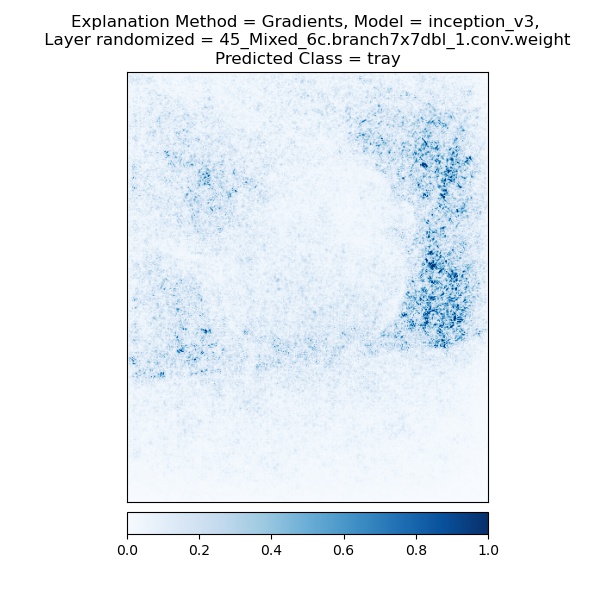 Explanation Method = Gradients, Model = inception_v3,
Layer randomized = 45_Mixed_6c.branch7x7dbl_1.conv.weight
Predicted Class = tray
0.0 0.2 0.4 0.6 0.8 1.0